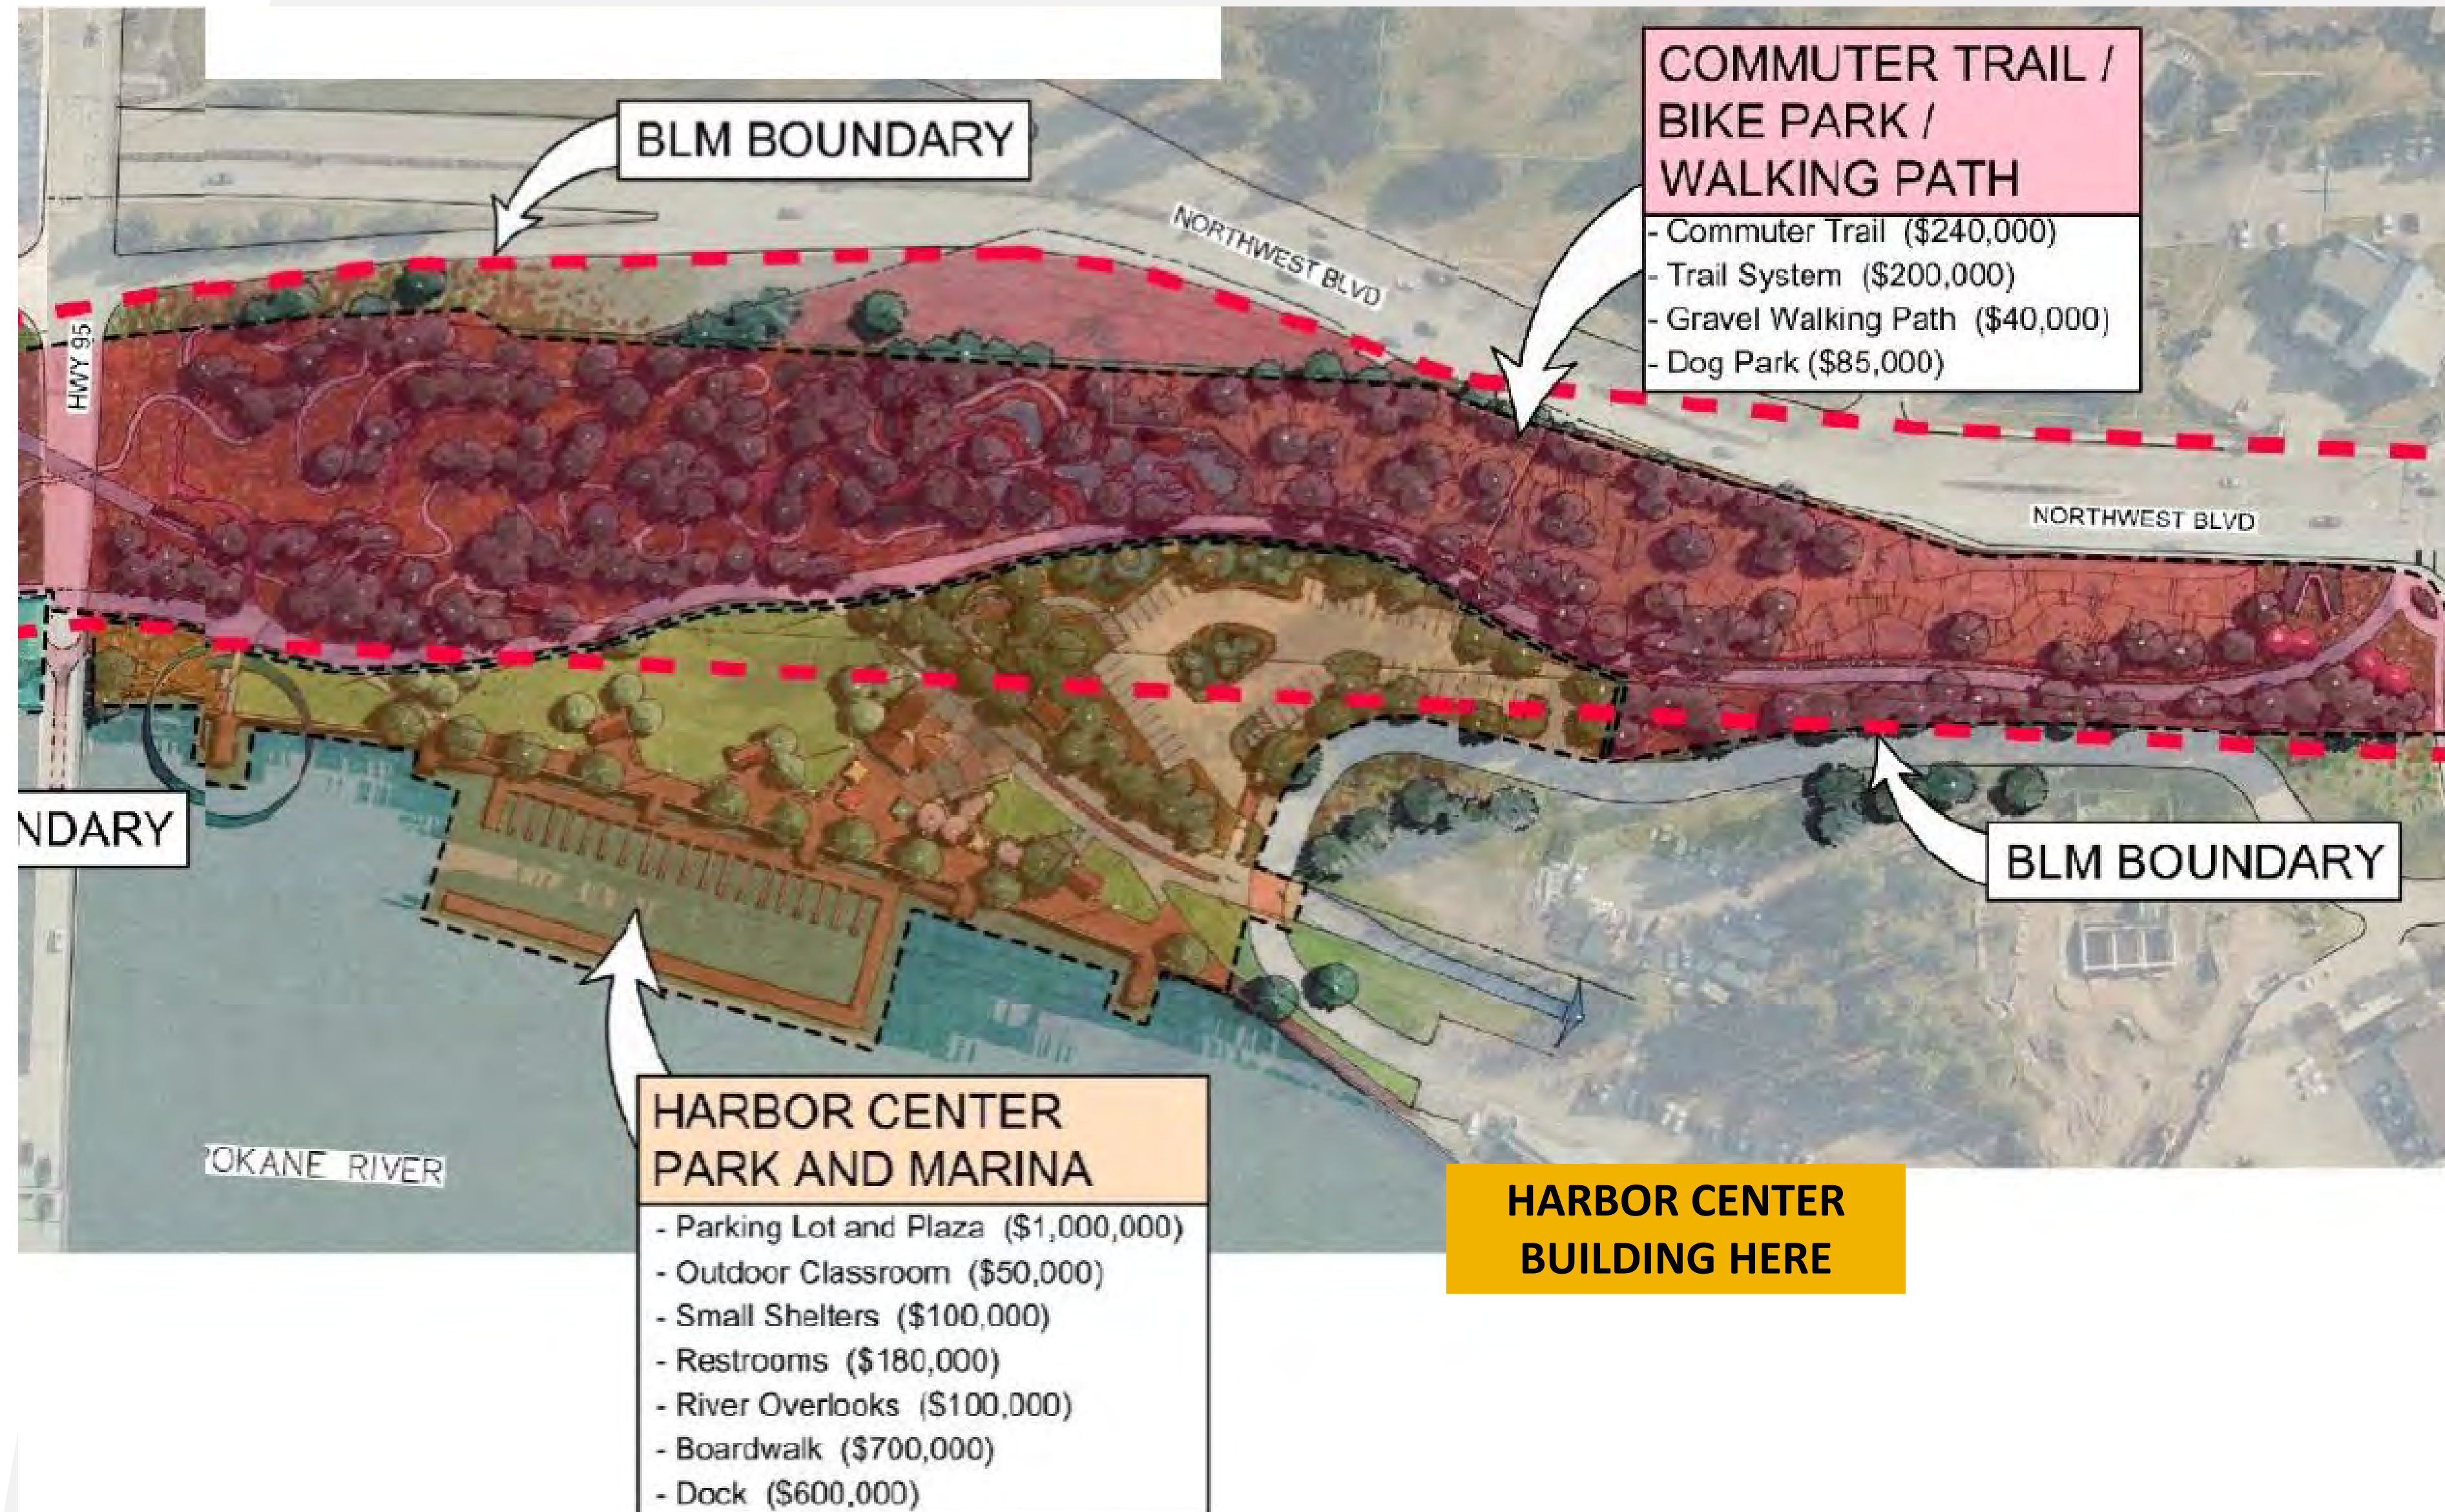 BLM BOUNDARY
COMMUTER TRAIL /
BIKE PARK /
WALKING PATH
- Commuter Trail ($240,000)
- Trail System ($200,000)
- Gravel Walking Path ($40,000)
- Dog Park ($85,000)
NORTHWEST BLVD
HWY 95
NORTHWEST BLVD
NDARY
BLM BOUNDARY
OKANE RIVER
HARBOR CENTER
PARK AND MARINA
- Parking Lot and Plaza ($1,000,000)
- Outdoor Classroom ($50,000)
- Small Shelters ($100,000)
- Restrooms ($180,000)
- River Overlooks ($100,000)
- Boardwalk ($700,000)
- Dock ($600,000)
HARBOR CENTER
BUILDING HERE